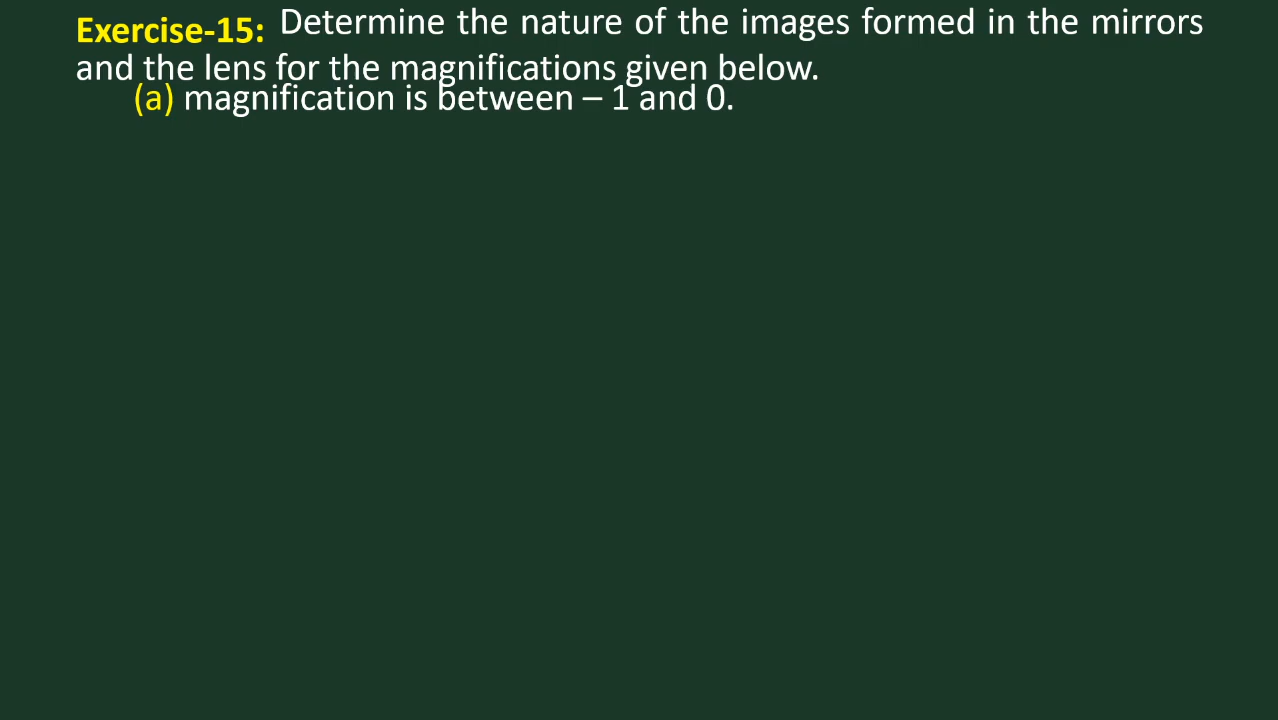 Exercise-15: Determine the nature of the images formed in the mirrors
and the lens for the magnifications given below.
(a) magnification is between – 1 and 0.